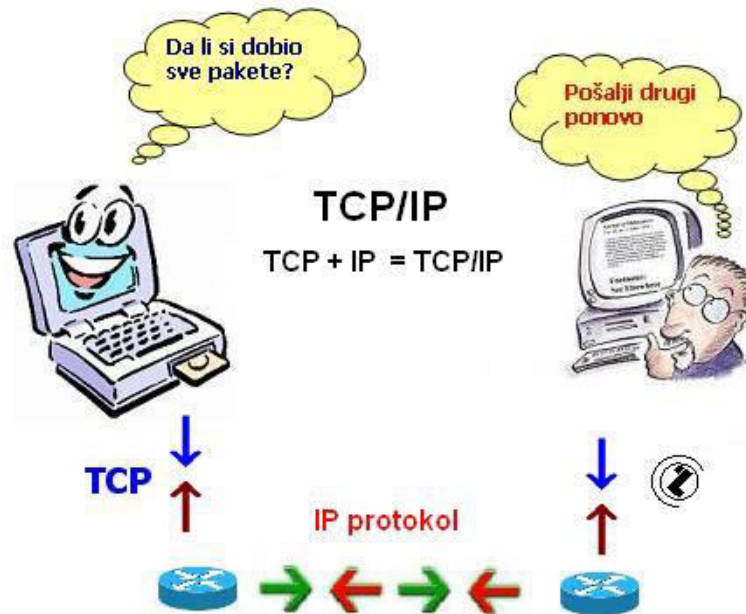 Da li si dobio
sve pakete?
Pošalji drugi
ponovo
TCP/IP
TCP + IP = TCP/IP
TCP
IP protokol